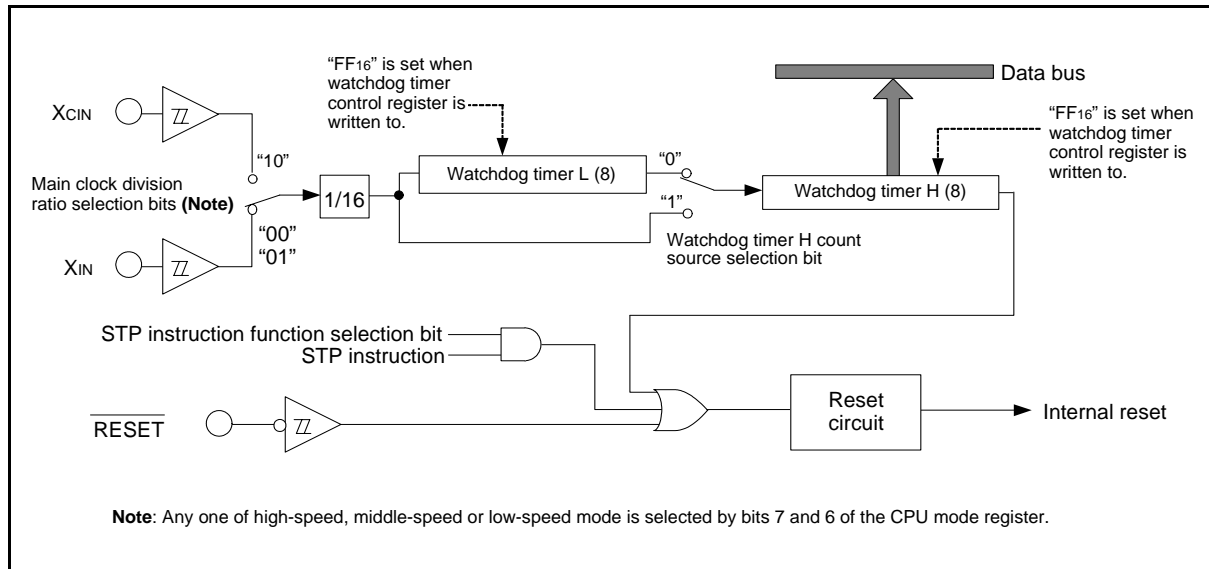 “FF16” is set when
watchdog timer
control register is
written to.
Data bus
XCIN
“FF16” is set when
watchdog timer
control register is
written to.
“10”
“0”
Main clock division
ratio selection bits (Note)
1/16
Watchdog timer L (8)
Watchdog timer H (8)
“1”
“00”
“01”
Watchdog timer H count
source selection bit
XIN
STP instruction function selection bit
STP instruction
RESET
Reset
circuit
Internal reset
Note: Any one of high-speed, middle-speed or low-speed mode is selected by bits 7 and 6 of the CPU mode register.